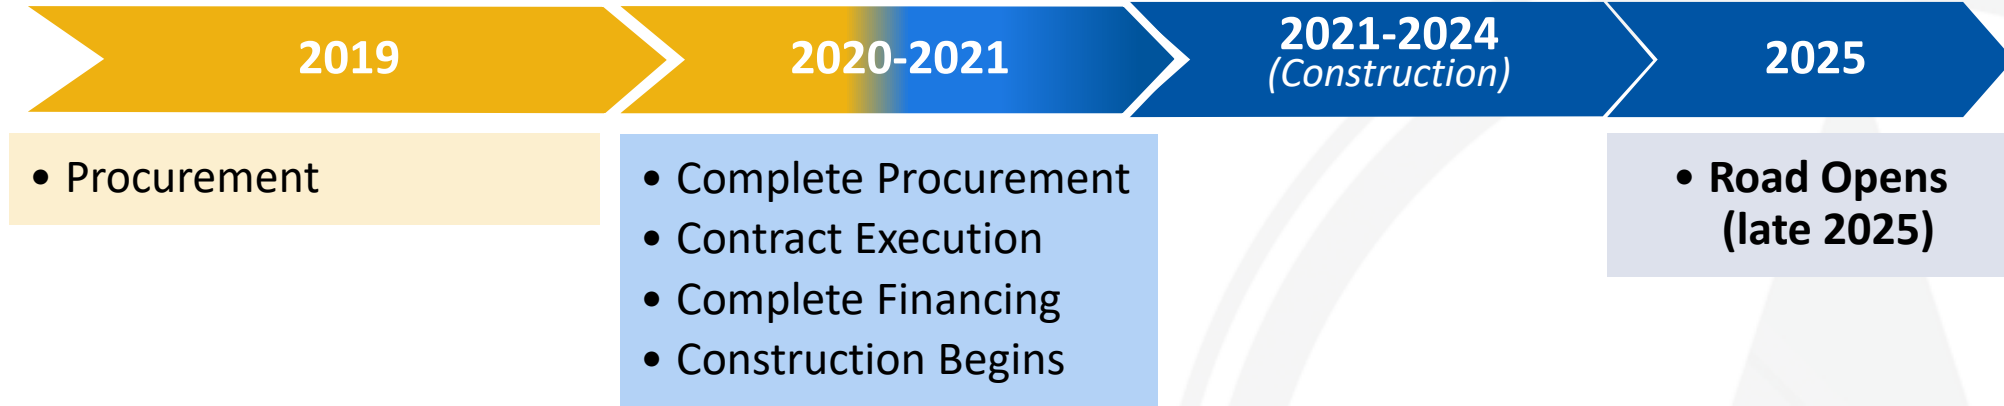 2019
2020-2021
2021-2024
(Construction)
2025
• Procurement
• Complete Procurement
• Contract Execution
• Complete Financing
• Construction Begins
• Road Opens
(late 2025)